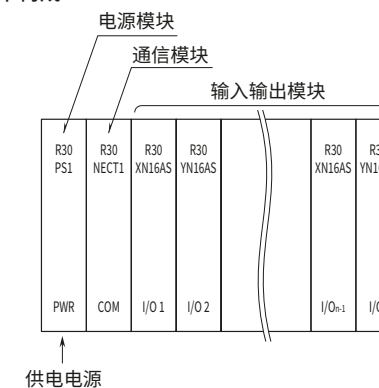 电源模块
通信模块
输入输出模块
R30
PS1
R30
NECT1
R30
XN16AS
R30
YN16AS
R30
XN16AS
PWR
COM
I/O 1
I/O 2
I/On-1
供电电源